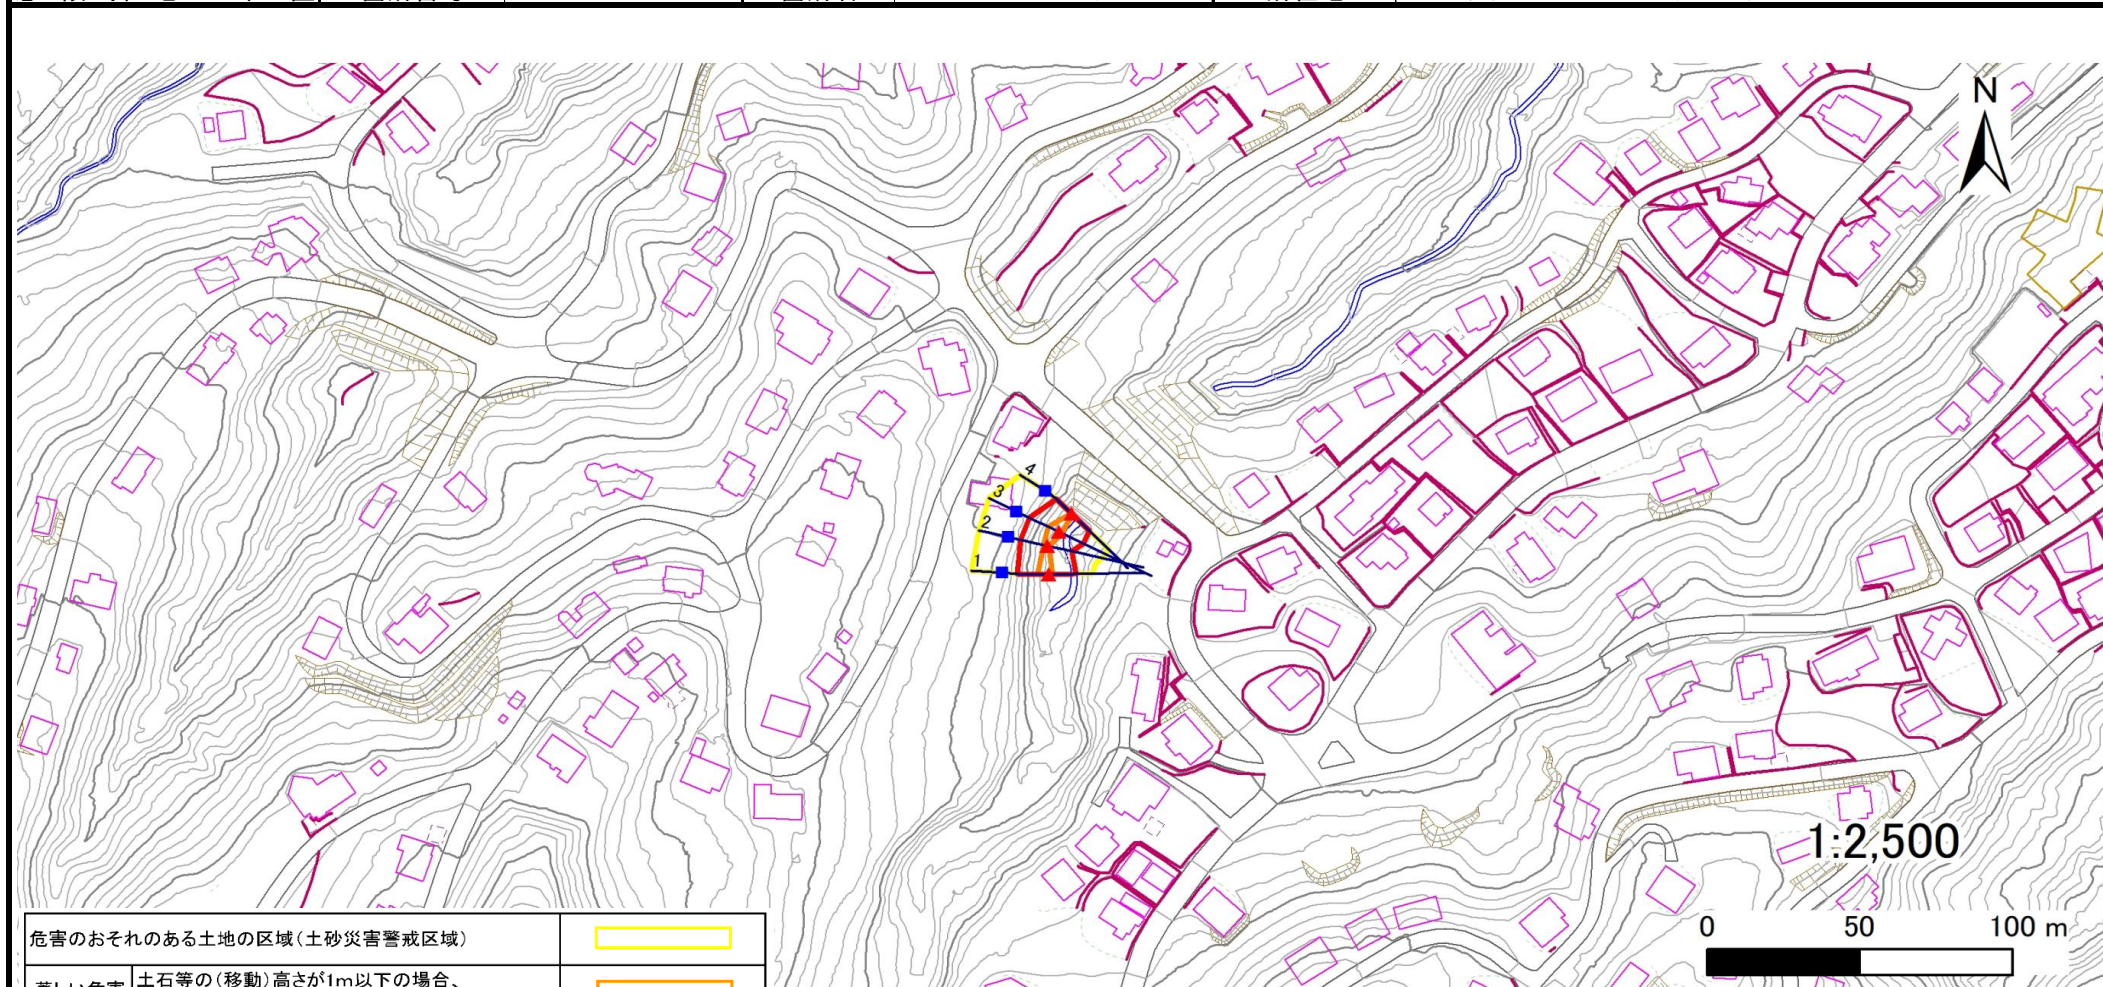 N
4
3
2
1
1:2,500
0 50 100 m
危害のおそれのある土地の区域(土砂災害警戒区域)
土石等の(移動)高さが1m以下の場合、